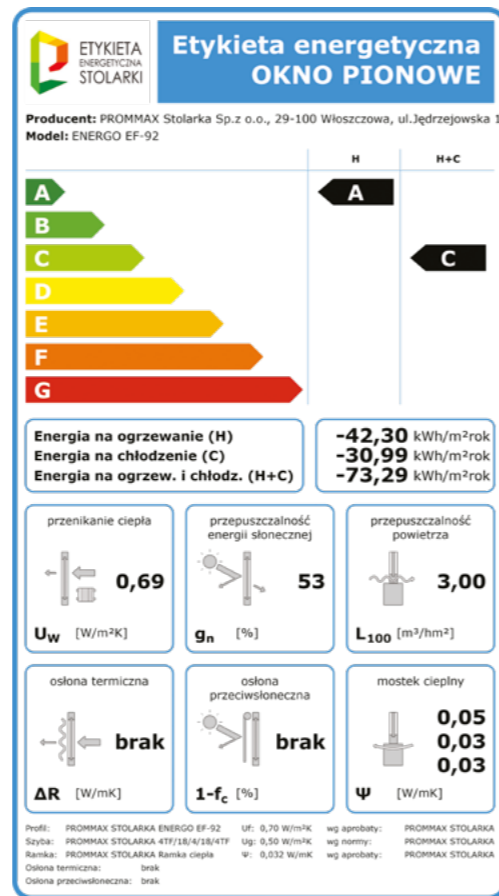 ETYKIETA
ENERGETYCZNA
STOLARKI
Etykieta energetyczna
OKNO PIONOWE
Producent: PROMMAX Stolarka Sp.z o.o., 29-100 Włoszczowa, ul.Jędrzejowska 1
Model: ENERGO EF-92
H H+C
A A
B
C C
D
E
F
G
Energia na ogrzewanie (H) -42,30 kWh/m²rok
Energia na chłodzenie (C) -30,99 kWh/m²rok
Energia na ogrzew. i chłodz. (H+C) -73,29 kWh/m²rok
przenikanie ciepła
0,69
Uw [W/m²K]
przepuszczalność
energii słonecznej
53
gn [%]
przepuszczalność
powietrza
3,00
L100 [m³/hm²]
osłona termiczna
brak
ΔR [W/mK]
osłona
przeciwsłoneczna
brak
1-fc [%]
mostek cieplny
0,05
0,03
0,03
Ψ [W/mK]
Profil: PROMMAX STOLARKA ENERGO EF-92 Uf: 0,70 W/m²K wg aprobaty: PROMMAX STOLARKA
Szyba: PROMMAX STOLARKA 4TF/18/4/18/4TF Ug: 0,50 W/m²K wg normy: PROMMAX STOLARKA
Ramka: PROMMAX STOLARKA Ramka ciepła Ψ: 0,032 W/mK wg aprobaty: PROMMAX STOLARKA
Osłona termiczna: brak
Osłona przeciwsłoneczna: brak